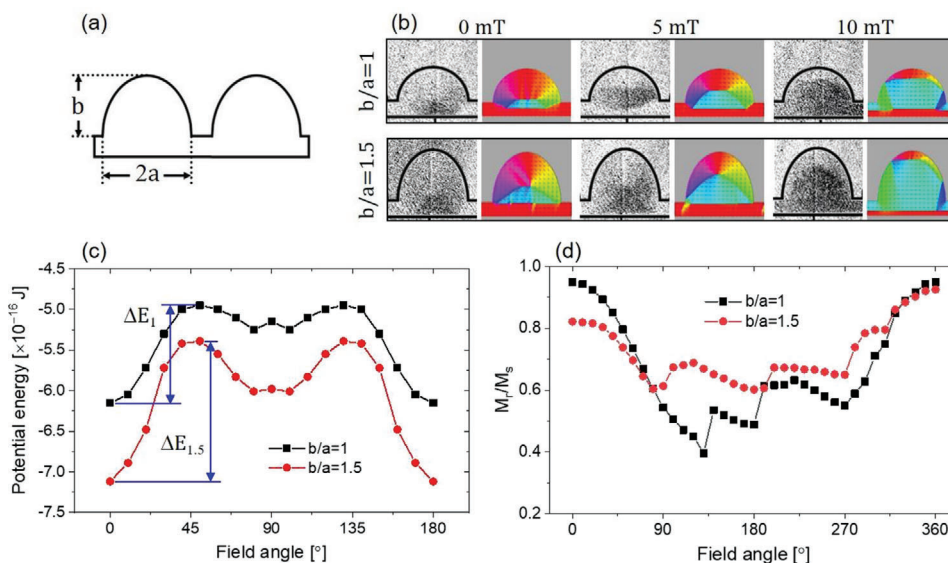 (a)
b
2a
(b)
0 mT 5 mT 10 mT
b/a=1
b/a=1.5
(c)
Potential energy [×10⁻¹⁶ J]
-4.5
-5.0
-5.5
-6.0
-6.5
-7.0
-7.5
ΔE₁
ΔE₁.₅
b/a=1
b/a=1.5
0 45 90 135 180
Field angle [°]
(d)
Mᵣ/Mₛ
1.0
0.8
0.6
0.4
0.2
b/a=1
b/a=1.5
0 90 180 270 360
Field angle [°]